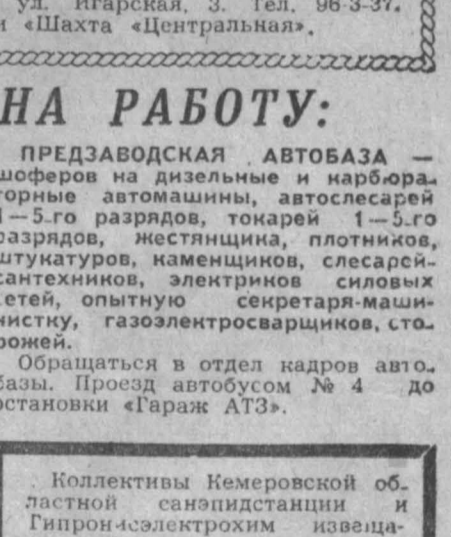 ул. Игарская, 3. Тел. 96-3-37.
и «Шахта «Центральная».
НА РАБОТУ:
ПРЕДЗАВОДСКАЯ АВТОБАЗА —
шоферов на дизельные и карбюра-
торные автомашины, автослесарей
1—5-го разрядов, токарей 1—5-го
разрядов, жестянщика, плотников,
штукатуров, каменщиков, слесарей-
сантехников, электриков силовых
сетей, опытную секретаря-маши-
нистку, газоэлектросварщиков, сто-
рожей.
Обращаться в отдел кадров авто-
базы. Проезд автобусом № 4 до
остановки «Гараж АТЗ».
Коллективы Кемеровской об-
ластной санэпидстанции и
Гипрониэлектрохим извеща-